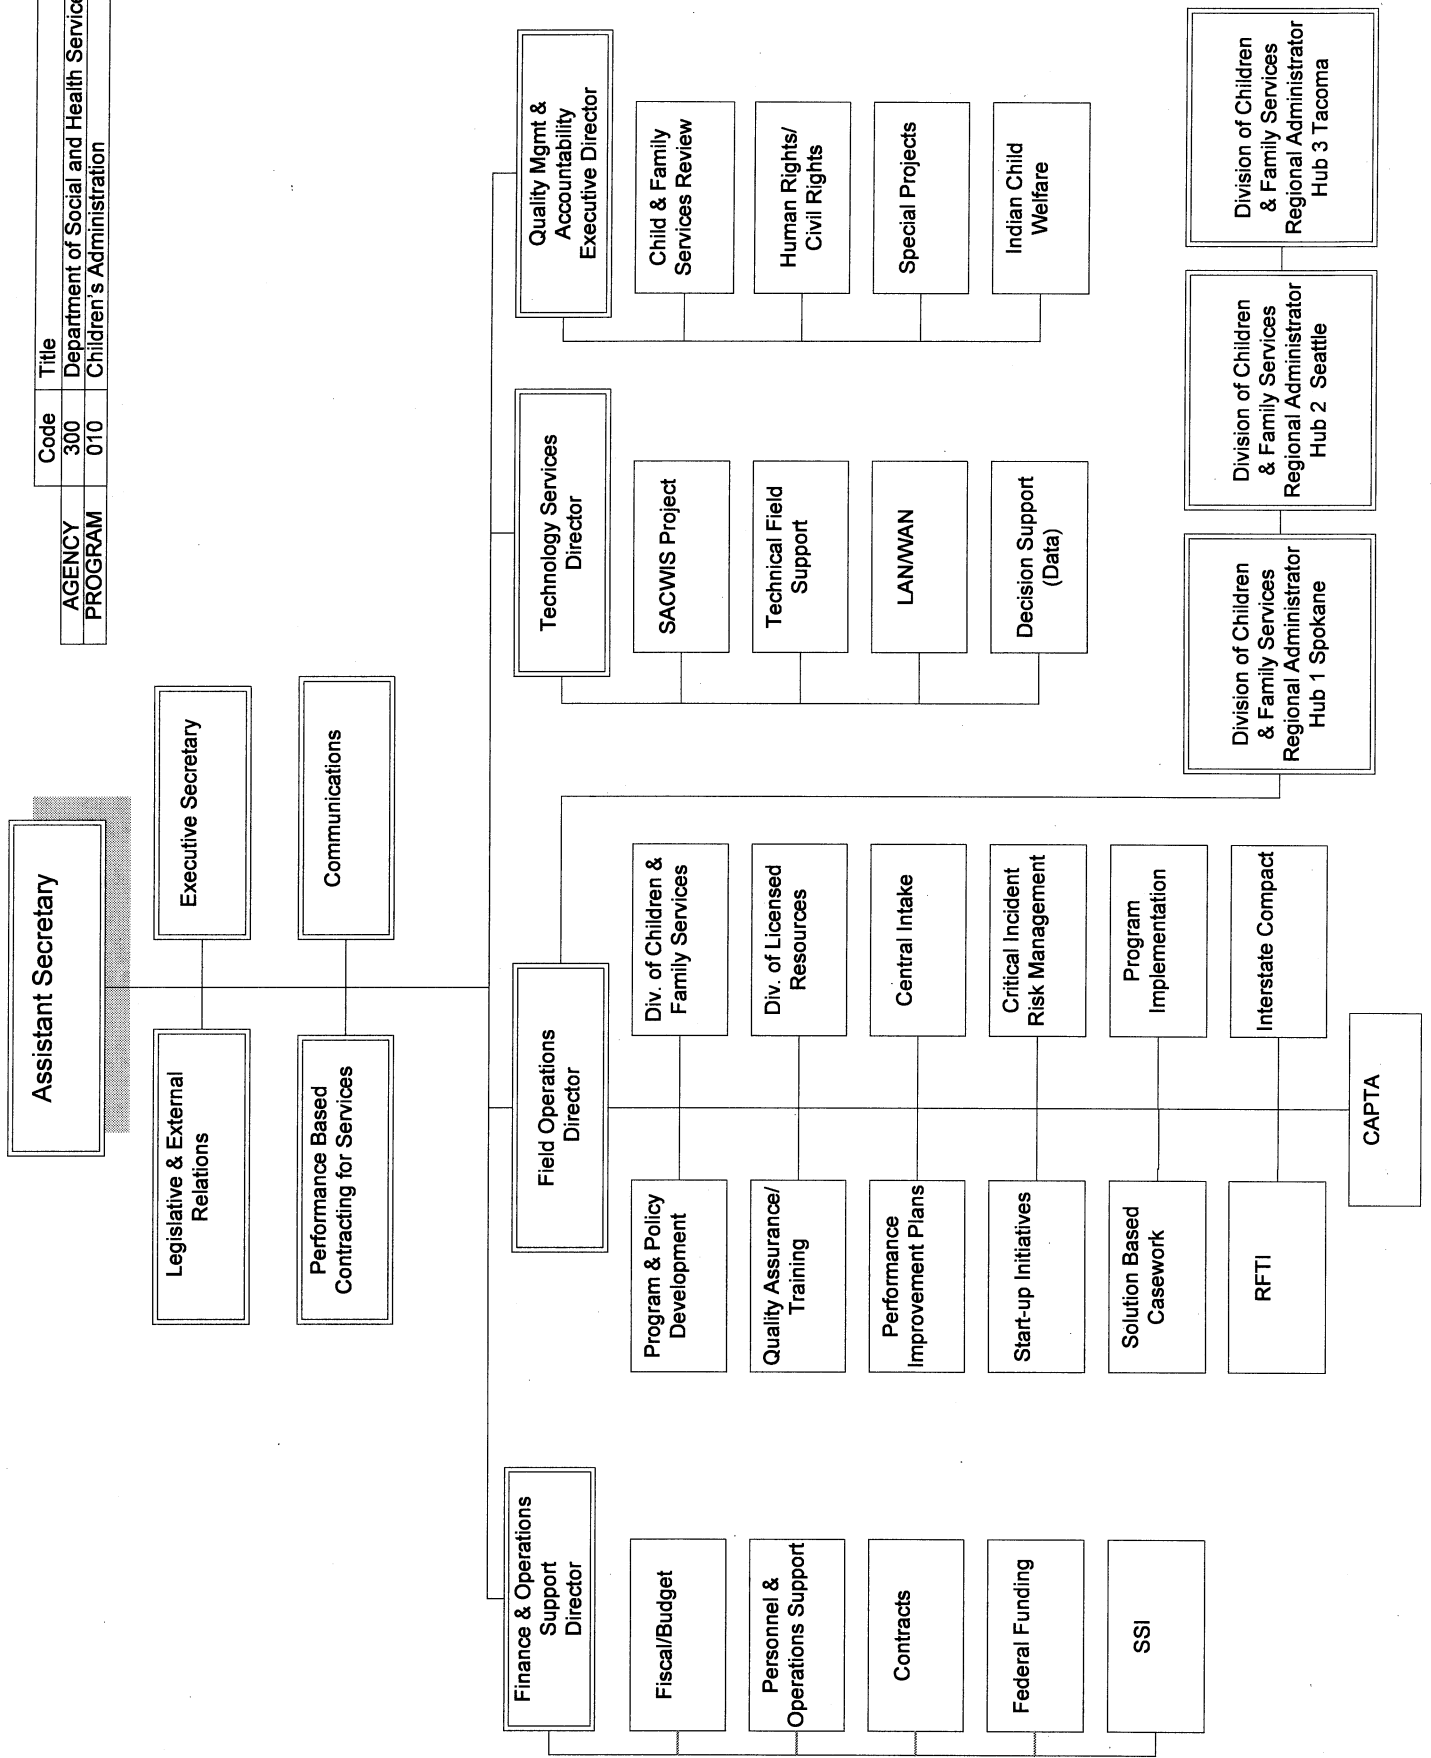 Code Title
AGENCY 300 Department of Social and Health Service
PROGRAM 010 Children's Administration
Assistant Secretary
Legislative & External
Relations
Executive Secretary
Performance Based
Contracting for Services
Communications
Finance & Operations
Support
Director
Fiscal/Budget
Personnel &
Operations Support
Contracts
Federal Funding
SSI
Field Operations
Director
Program & Policy
Development
Div. of Children &
Family Services
Quality Assurance/
Training
Div. of Licensed
Resources
Performance
Improvement Plans
Central Intake
Start-up Initiatives
Critical Incident
Risk Management
Solution Based
Casework
Program
Implementation
RFTI
Interstate Compact
CAPTA
Technology Services
Director
SACWIS Project
Technical Field
Support
LAN/WAN
Decision Support
(Data)
Quality Mgmt &
Accountability
Executive Director
Child & Family
Services Review
Human Rights/
Civil Rights
Special Projects
Indian Child
Welfare
Division of Children
& Family Services
Regional Administrator
Hub 1 Spokane
Division of Children
& Family Services
Regional Administrator
Hub 2 Seattle
Division of Children
& Family Services
Regional Administrator
Hub 3 Tacoma